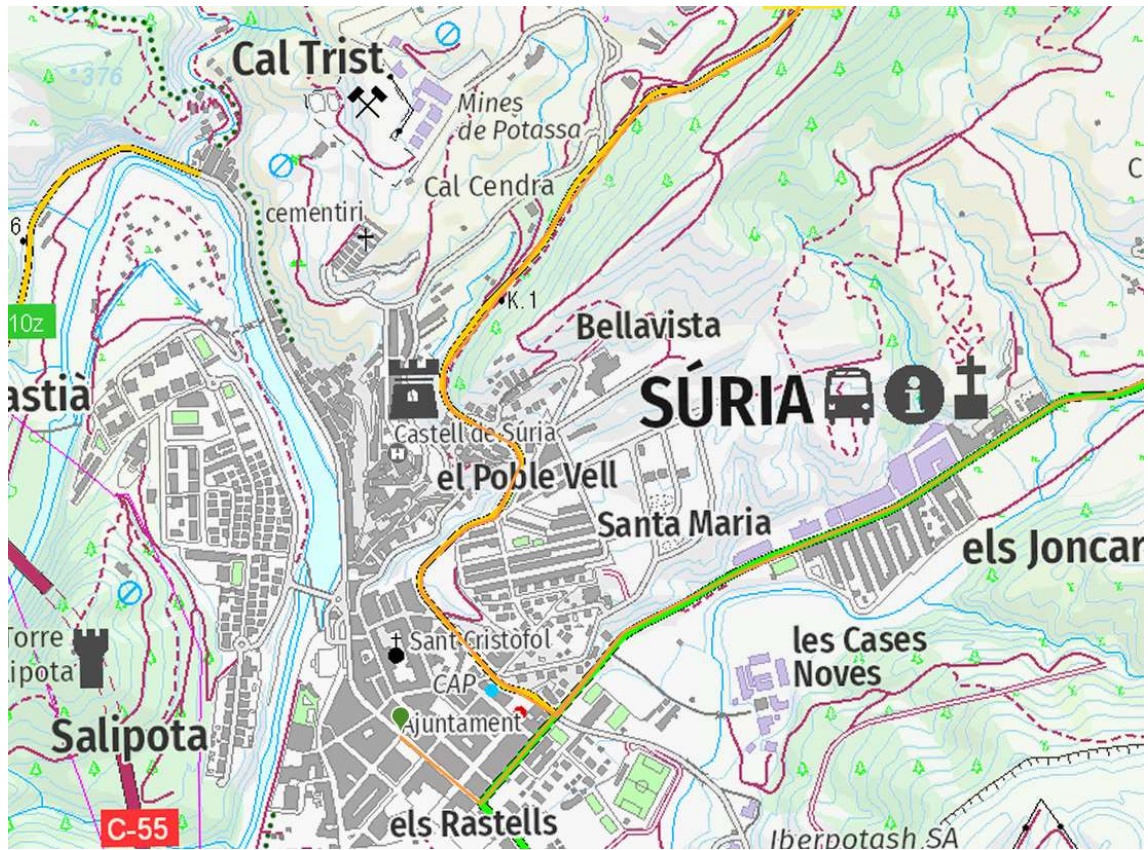 Cal Trist
376
Mines
de Potassa
Cal Cendra
cementiri
6
K. 1
10z
Bellavista
SÚRIA
i
astià
Castell de Súria
H
el Poble Vell
Santa Maria
els Joncar
Torre
lipota
Sant Cristòfol
les Cases
Noves
CAP
Ajuntament
Salipota
C-55
els Rastells
Iberpotash SA
C